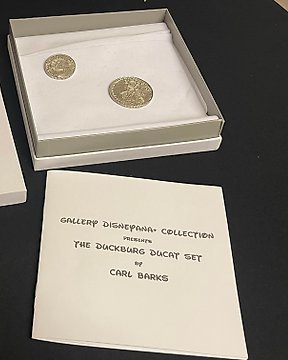 GALLERY DISNEYANA® COLLECTION
PRESENTS
THE DUCKBURG DUCAT SET
BY
CARL BARKS